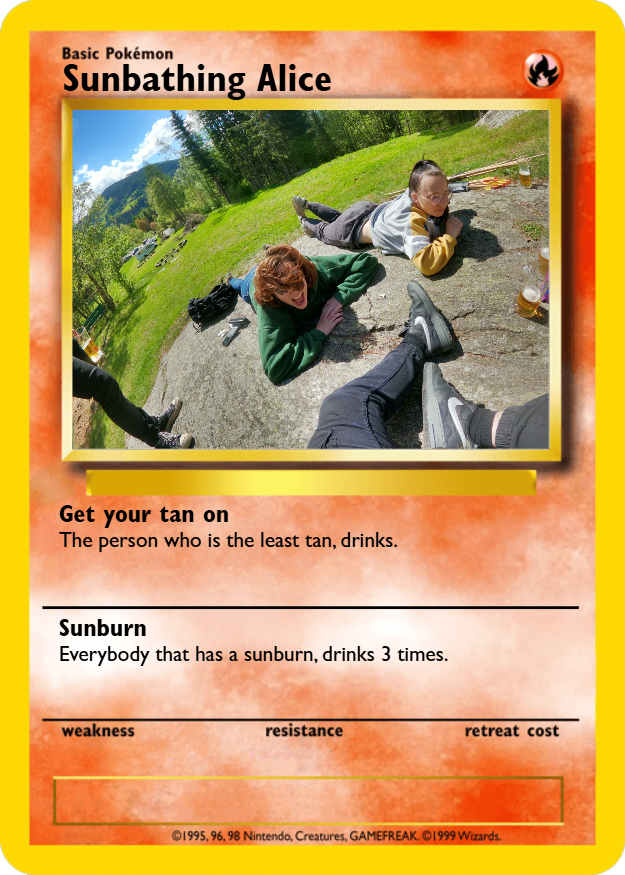 Basic Pokémon
Sunbathing Alice
Get your tan on
The person who is the least tan, drinks.
Sunburn
Everybody that has a sunburn, drinks 3 times.
weakness resistance retreat cost
©1995, 96, 98 Nintendo, Creatures, GAMEFREAK. ©1999 Wizards.